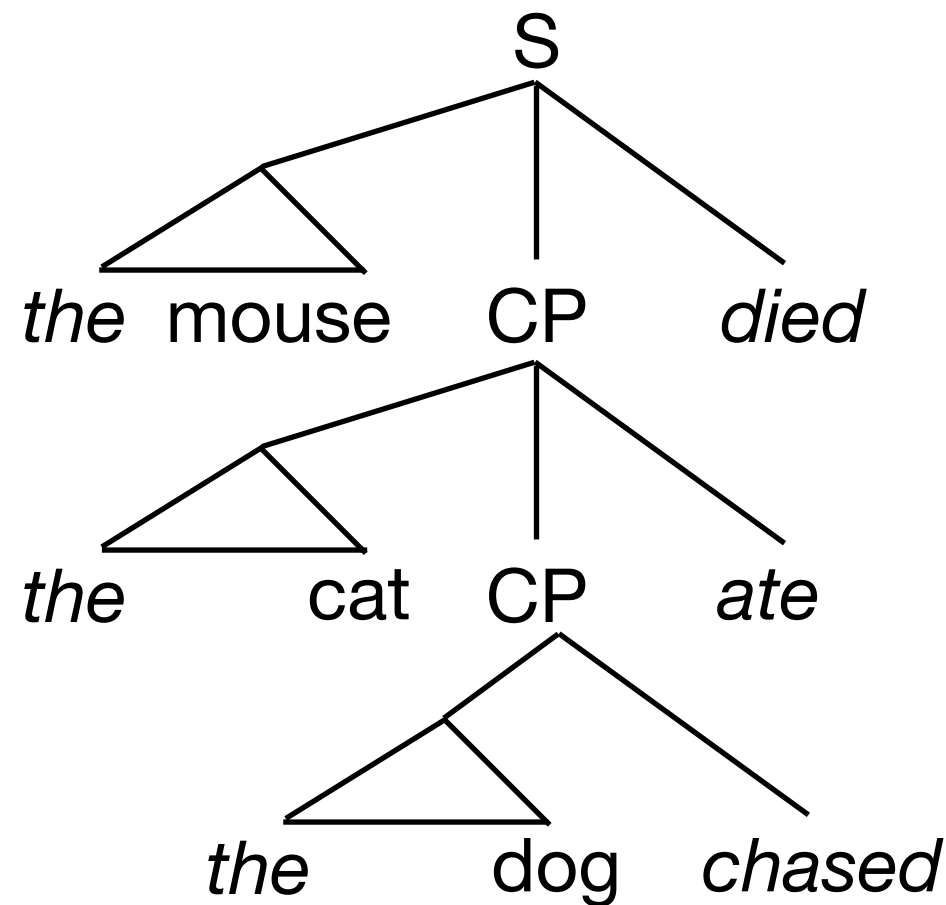 S
the mouse CP died
the cat CP ate
the dog chased